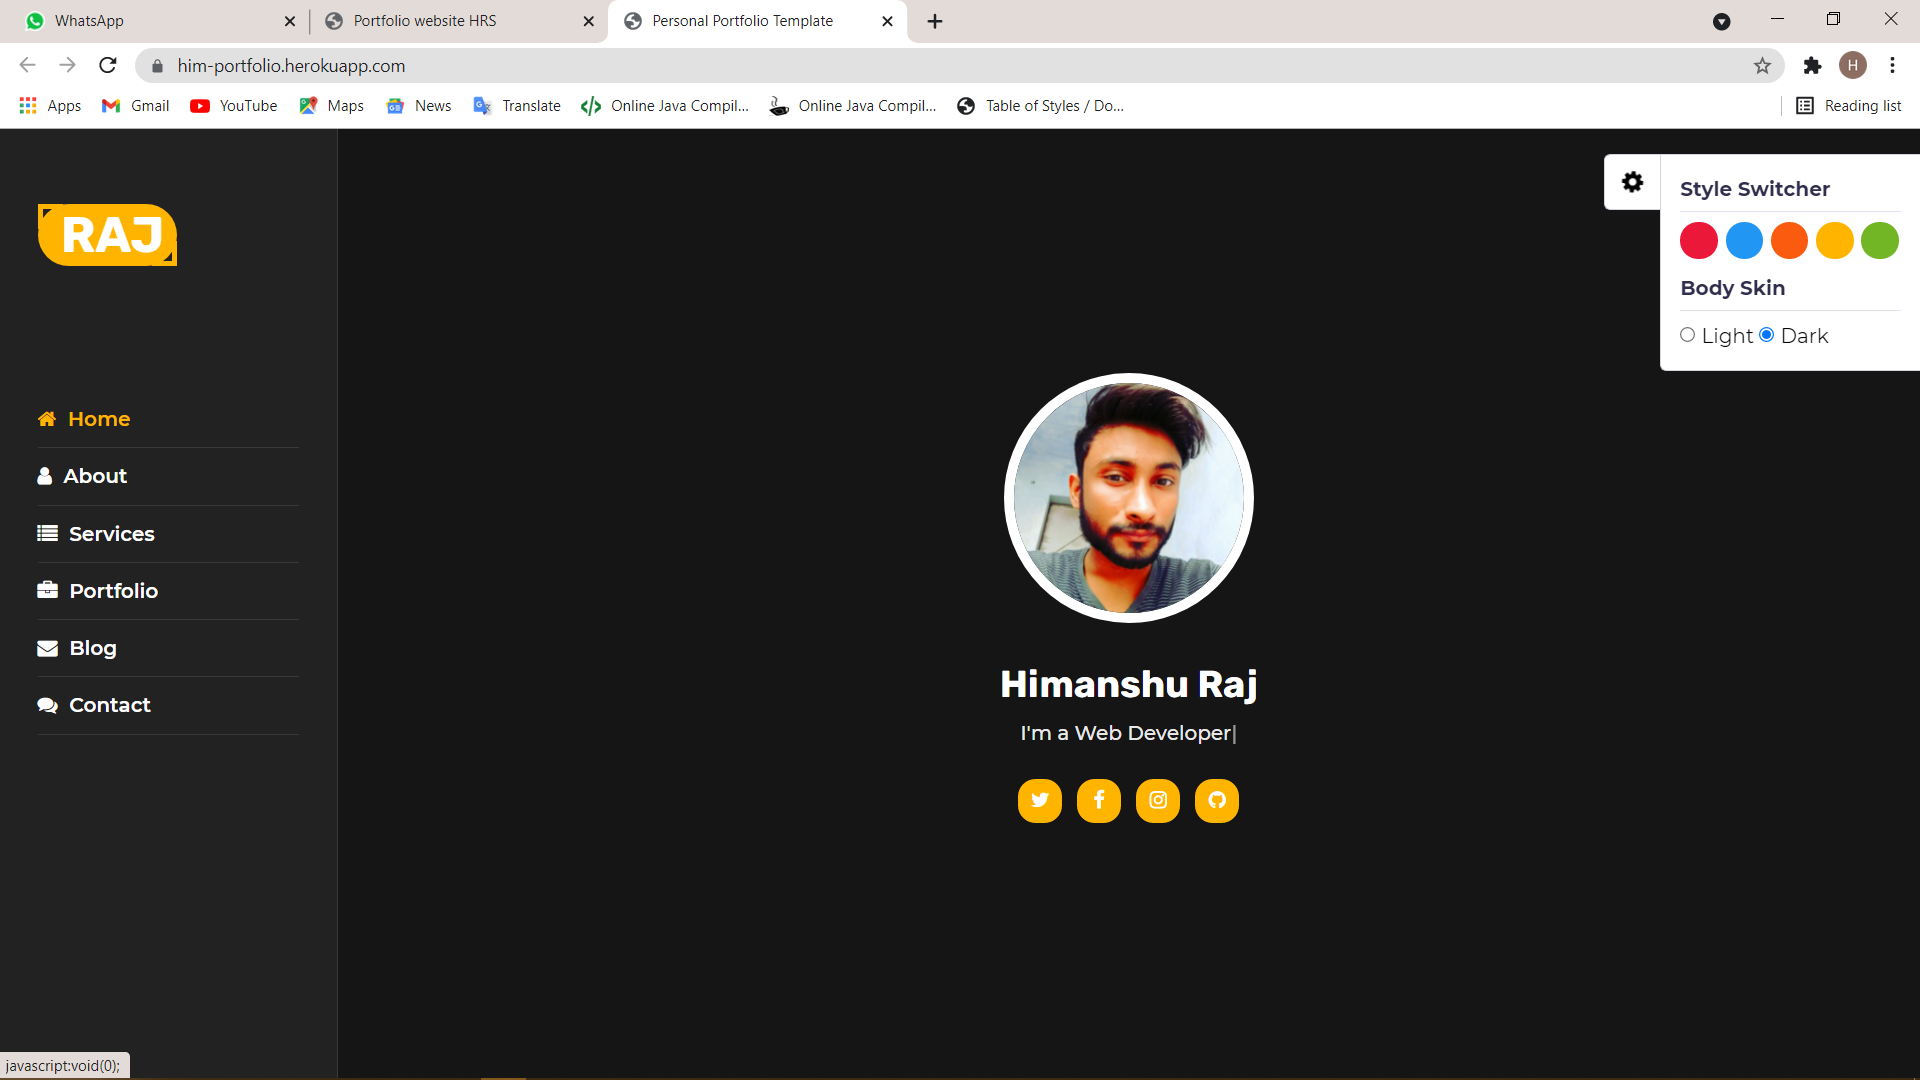 WhatsApp
Portfolio website HRS
Personal Portfolio Template
him-portfolio.herokuapp.com
H
Apps
Gmail
YouTube
Maps
News
Translate
Online Java Compil...
Online Java Compil...
Table of Styles / Do...
Reading list
RAJ
Home
About
Services
Portfolio
Blog
Contact
Style Switcher
Body Skin
Light Dark
Himanshu Raj
I'm a Web Developer|
javascript:void(0);